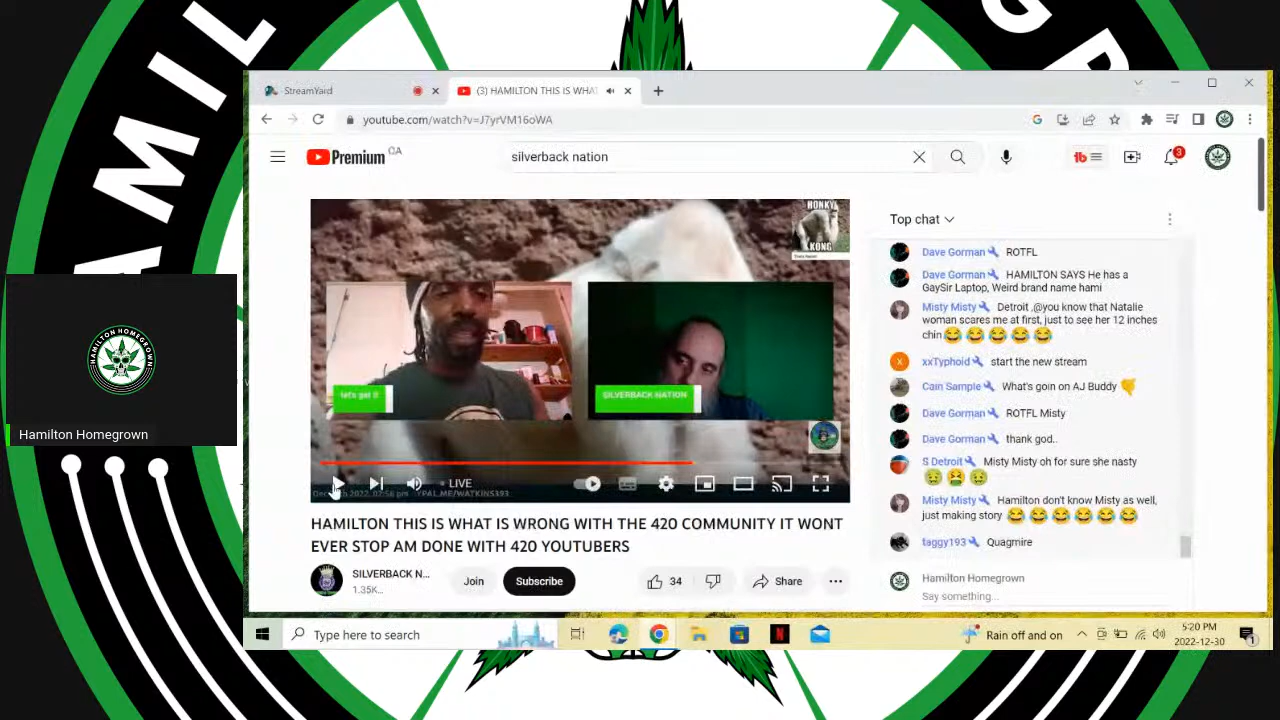 HAMIL
GR
StreamYard
(3) HAMILTON THIS IS WHAT
youtube.com/watch?v=J7yrVM16oWA
Premium CA
silverback nation
3
HONKY
KONG
let's get it
SILVERBACK NATION
LIVE
HAMILTON THIS IS WHAT IS WRONG WITH THE 420 COMMUNITY IT WONT
EVER STOP AM DONE WITH 420 YOUTUBERS
SILVERBACK N...
1.35K...
Join
Subscribe
34
Share
Top chat
Dave Gorman ROTFL
Dave Gorman HAMILTON SAYS He has a
GaySir Laptop, Weird brand name hami
Misty Misty Detroit ,@you know that Natalie
woman scares me at first, just to see her 12 inches
chin 😂😂😂😂😂
xxTyphoid start the new stream
Cain Sample What's goin on AJ Buddy
Dave Gorman ROTFL Misty
Dave Gorman thank god..
S Detroit Misty Misty oh for sure she nasty
🤢🤮🤢
Misty Misty Hamilton don't know Misty as well,
just making story 😂😂😂😂😂😂
taggy193 Quagmire
Hamilton Homegrown
Say something...
HAMILTON HOMEGROWN
Hamilton Homegrown
Type here to search
Rain off and on
5:20 PM
2022-12-30
1